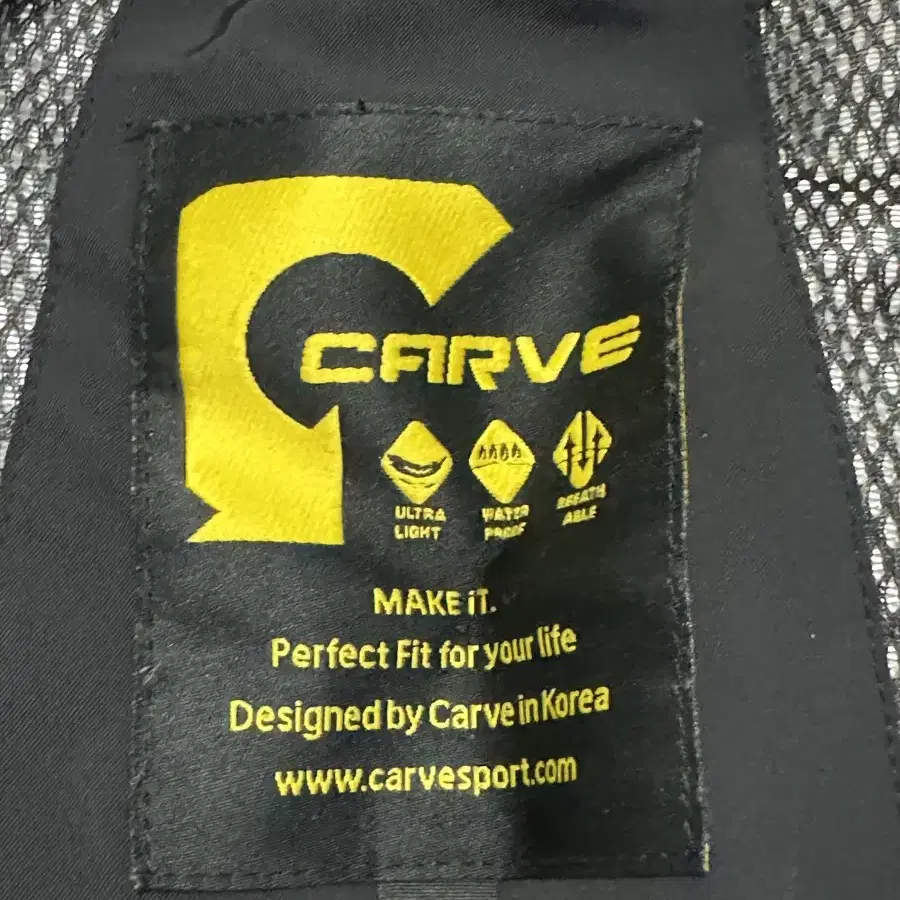 CARVE
ULTRA LIGHT
WATER PROOF
BREATH ABLE
MAKE iT.
Perfect Fit for your life
Designed by Carve in Korea
www.carvesport.com